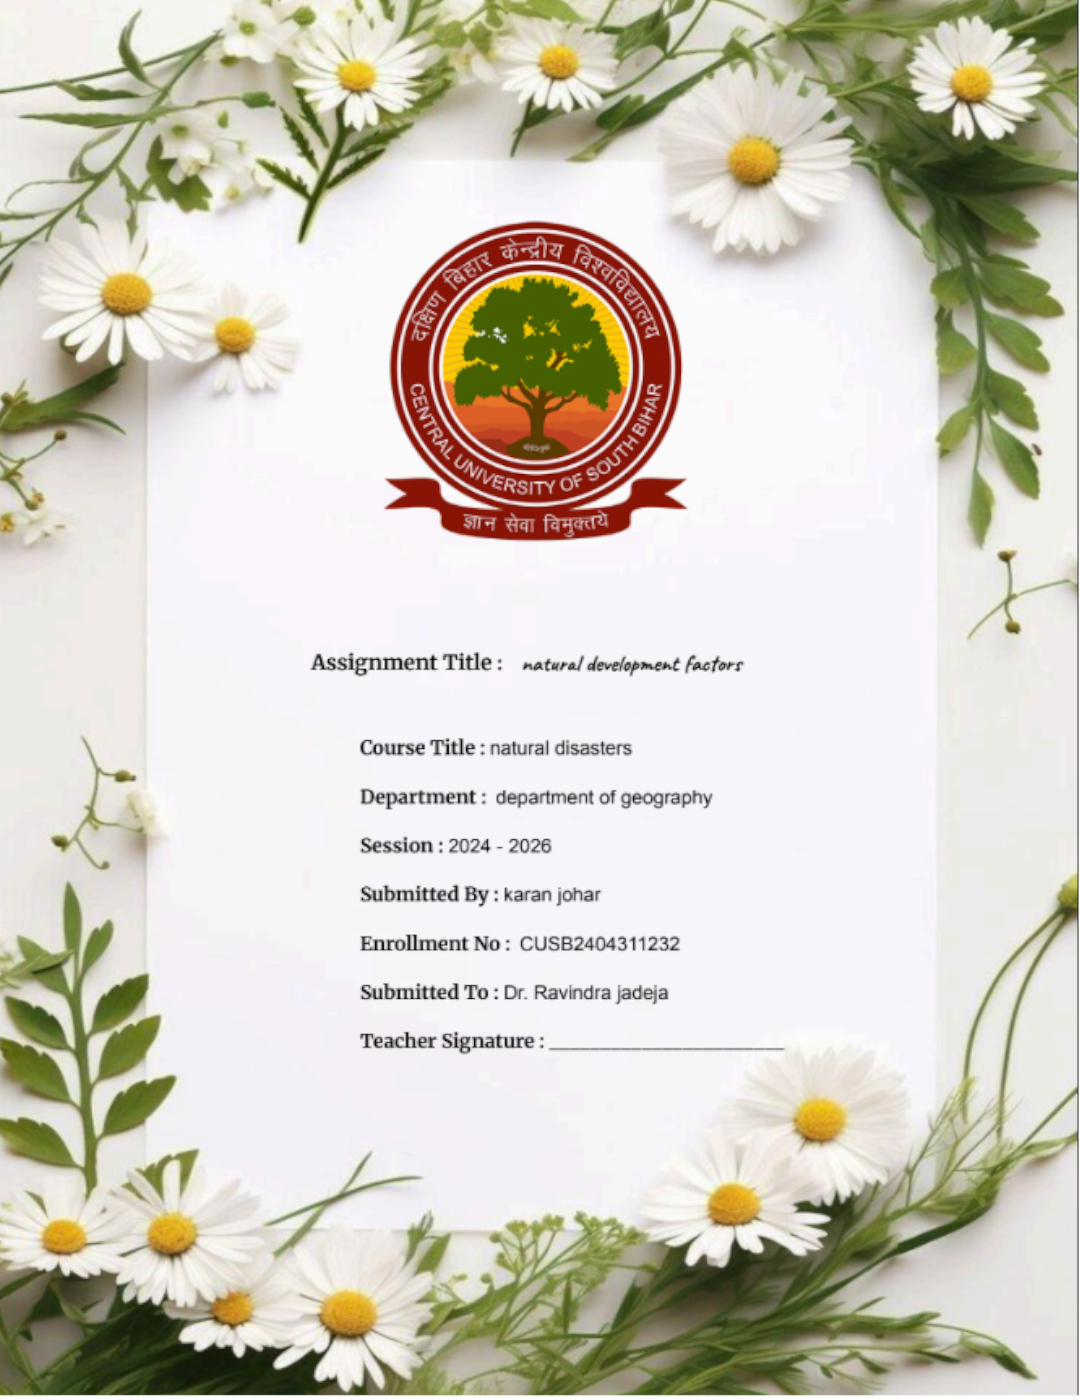 दक्षिण बिहार केन्द्रीय विश्वविद्यालय
CENTRAL UNIVERSITY OF SOUTH BIHAR
ज्ञान सेवा विमुक्तये
Assignment Title : natural development factors
Course Title : natural disasters
Department : department of geography
Session : 2024 - 2026
Submitted By : karan johar
Enrollment No : CUSB2404311232
Submitted To : Dr. Ravindra jadeja
Teacher Signature : ________________________